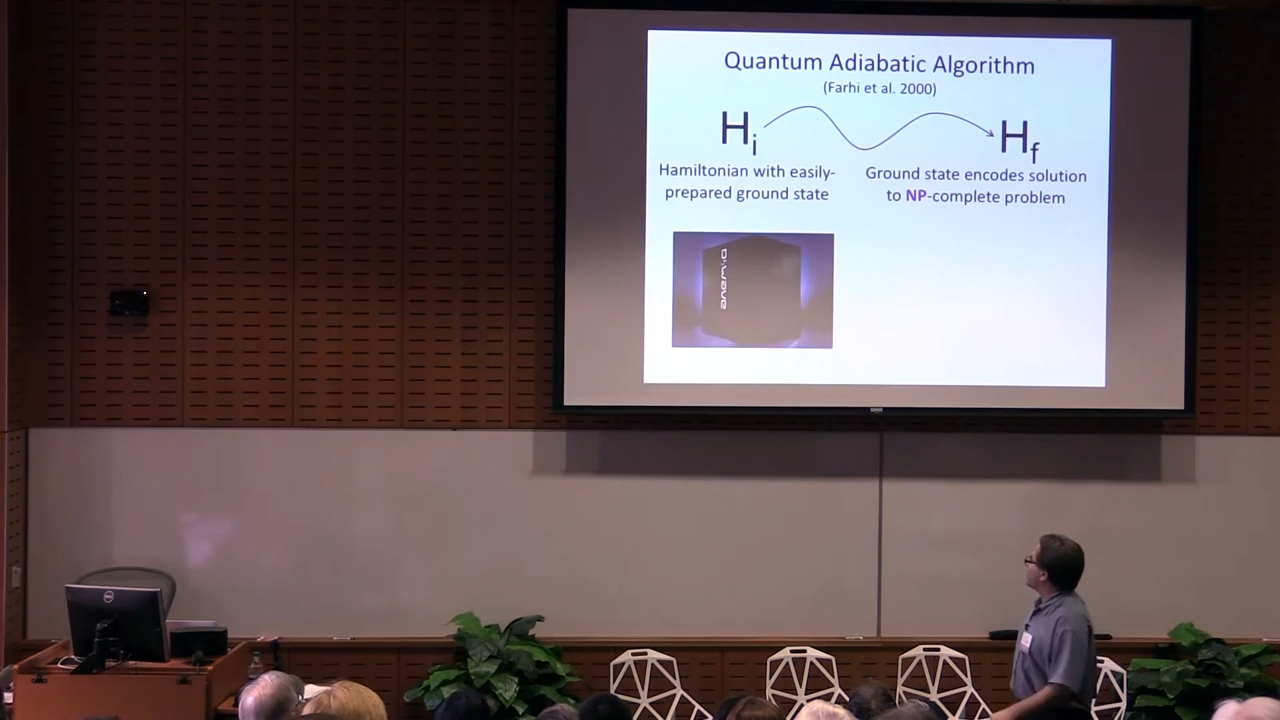 Quantum Adiabatic Algorithm
(Farhi et al. 2000)
Hi
Hf
Hamiltonian with easily-
prepared ground state
Ground state encodes solution
to NP-complete problem
D:wave
DELL